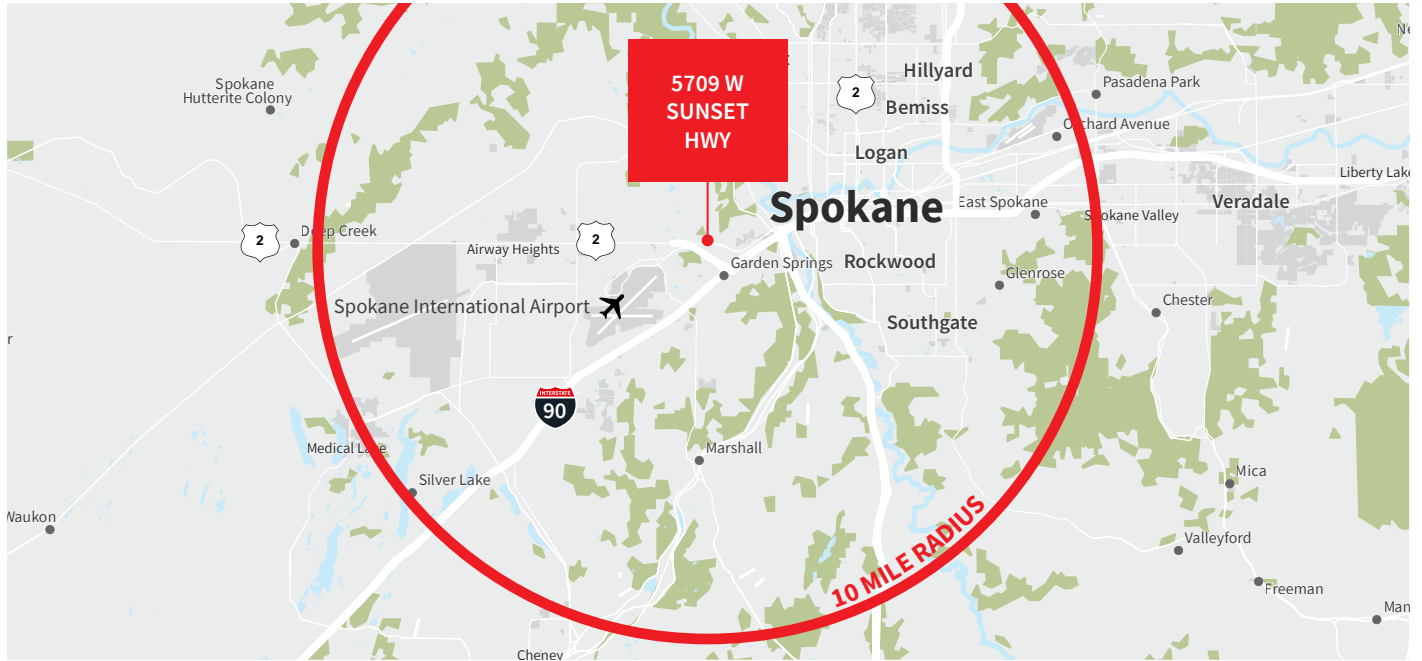 5709 W
SUNSET
HWY
Hillyard
2
Bemiss
Pasadena Park
Spokane
Hutterite Colony
Orchard Avenue
Logan
Liberty Lake
Spokane
East Spokane
Veradale
Spokane Valley
2
Deep Creek
2
Airway Heights
Garden Springs
Rockwood
Glenrose
Spokane International Airport
Chester
Southgate
INTERSTATE
90
Medical Lake
Marshall
Silver Lake
Mica
Waukon
10 MILE RADIUS
Valleyford
Freeman
Man
Cheney